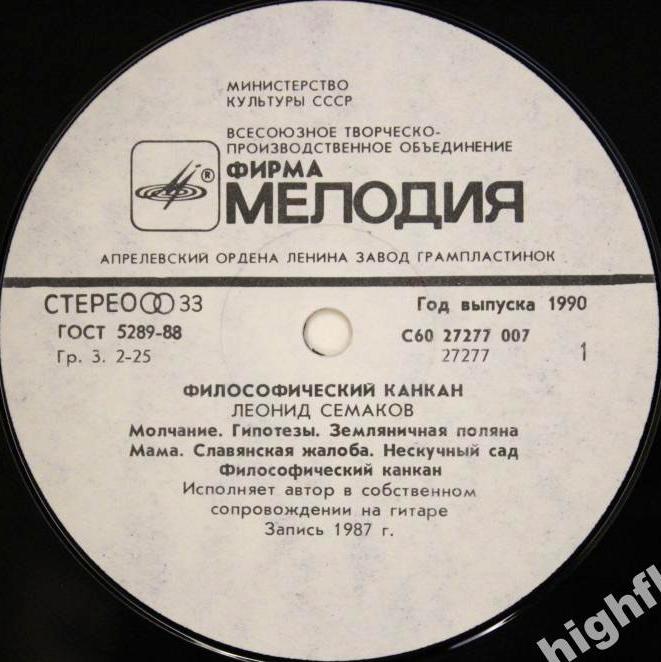 МИНИСТЕРСТВО
КУЛЬТУРЫ СССР
ВСЕСОЮЗНОЕ ТВОРЧЕСКО-
ПРОИЗВОДСТВЕННОЕ ОБЪЕДИНЕНИЕ
ФИРМА
® МЕЛОДИЯ
АПРЕЛЕВСКИЙ ОРДЕНА ЛЕНИНА ЗАВОД ГРАМПЛАСТИНОК
СТЕРЕО 33 Год выпуска 1990
ГОСТ 5289-88 С60 27277 007
Гр. 3. 2-25 27277 1
ФИЛОСОФИЧЕСКИЙ КАНКАН
ЛЕОНИД СЕМАКОВ
Молчание. Гипотезы. Земляничная поляна
Мама. Славянская жалоба. Нескучный сад
Философический канкан
Исполняет автор в собственном
сопровождении на гитаре
Запись 1987 г.